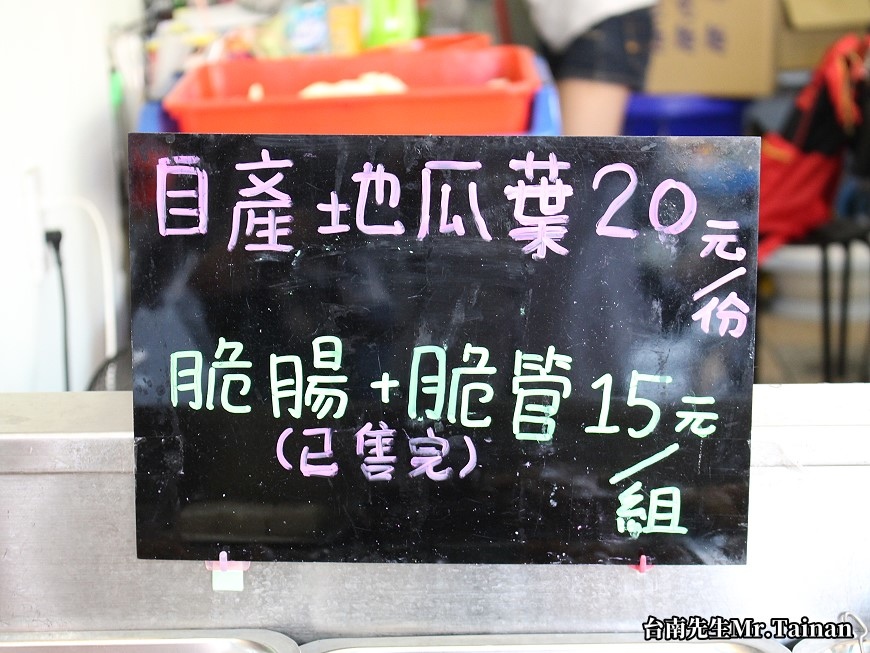 自產地瓜葉20元/份
脆腸+脆管15元/組
(已售完)
台南先生Mr.Tainan